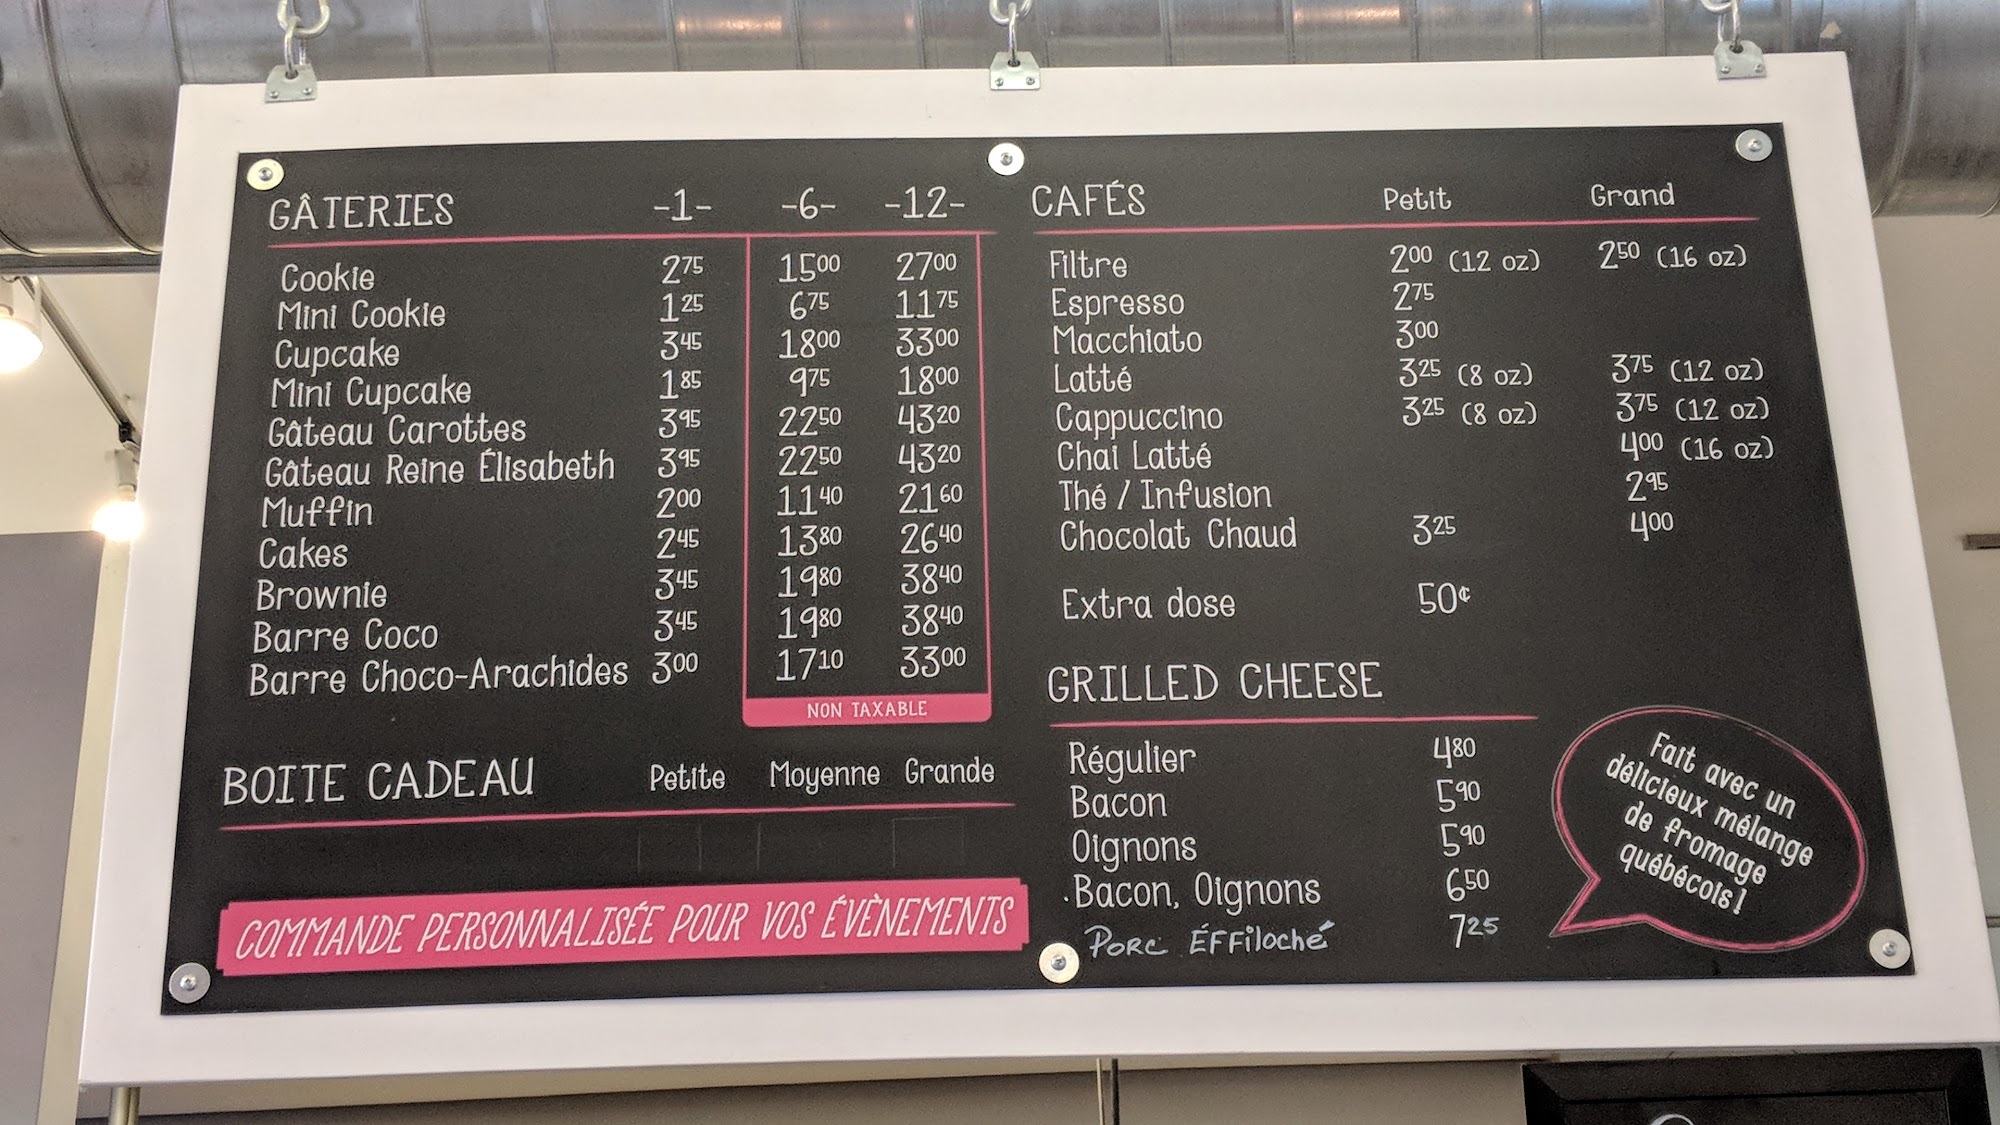 GÂTERIES -1- -6- -12-
Cookie 275 1500 2700
Mini Cookie 125 675 1175
Cupcake 345 1800 3300
Mini Cupcake 185 975 1800
Gâteau Carottes 395 2250 4320
Gâteau Reine Élisabeth 395 2250 4320
Muffin 200 1140 2160
Cakes 245 1380 2640
Brownie 345 1980 3840
Barre Coco 345 1980 3840
Barre Choco-Arachides 300 1710 3300
NON TAXABLE
BOITE CADEAU Petite Moyenne Grande
COMMANDE PERSONNALISÉE POUR VOS ÉVÈNEMENTS
CAFÉS Petit Grand
Filtre 200 (12 oz) 250 (16 oz)
Espresso 275
Macchiato 300
Latté 325 (8 oz) 375 (12 oz)
Cappuccino 325 (8 oz) 375 (12 oz)
Chai Latté 400 (16 oz)
Thé / Infusion 295
Chocolat Chaud 325 400
Extra dose 50¢
GRILLED CHEESE
Régulier 480
Bacon 590
Oignons 590
Bacon, Oignons 650
PORC ÉFFiloché 725
Fait avec un
délicieux mélange
de fromage
québécois!